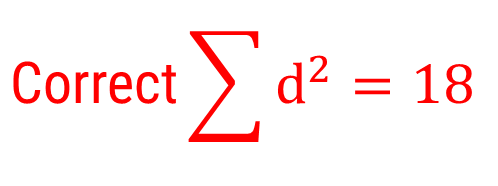 Correct ∑ d² = 18